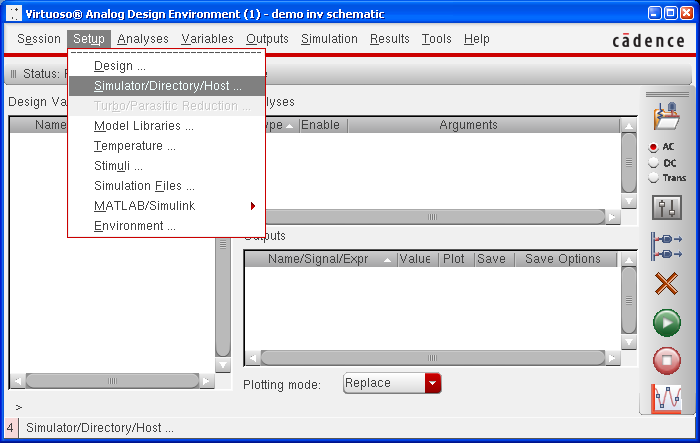 Virtuoso® Analog Design Environment (1) - demo inv schematic
Session Setup Analyses Variables Outputs Simulation Results Tools Help
cādence
Status:
Design ...
Simulator/Directory/Host ...
Turbo/Parasitic Reduction ...
Model Libraries ...
Temperature ...
Stimuli ...
Simulation Files ...
MATLAB/Simulink
Environment ...
Design Va
alyses
Name
ype Enable Arguments
AC
DC
Trans
Outputs
Name/Signal/Expr Value Plot Save Save Options
Plotting mode: Replace
>
4 Simulator/Directory/Host ...